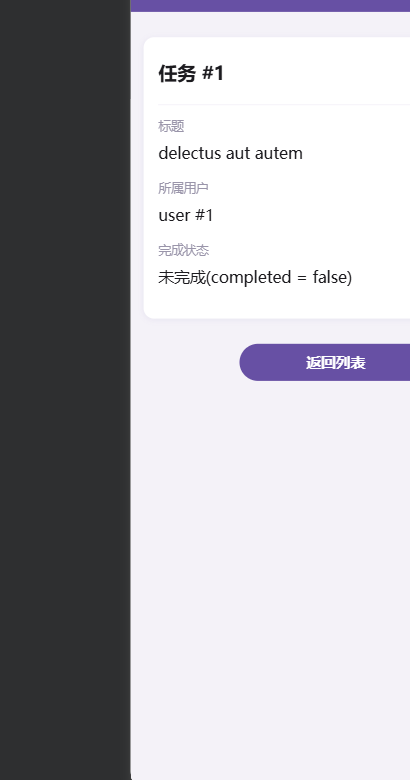 任务 #1
标题
delectus aut autem
所属用户
user #1
完成状态
未完成(completed = false)
返回列表